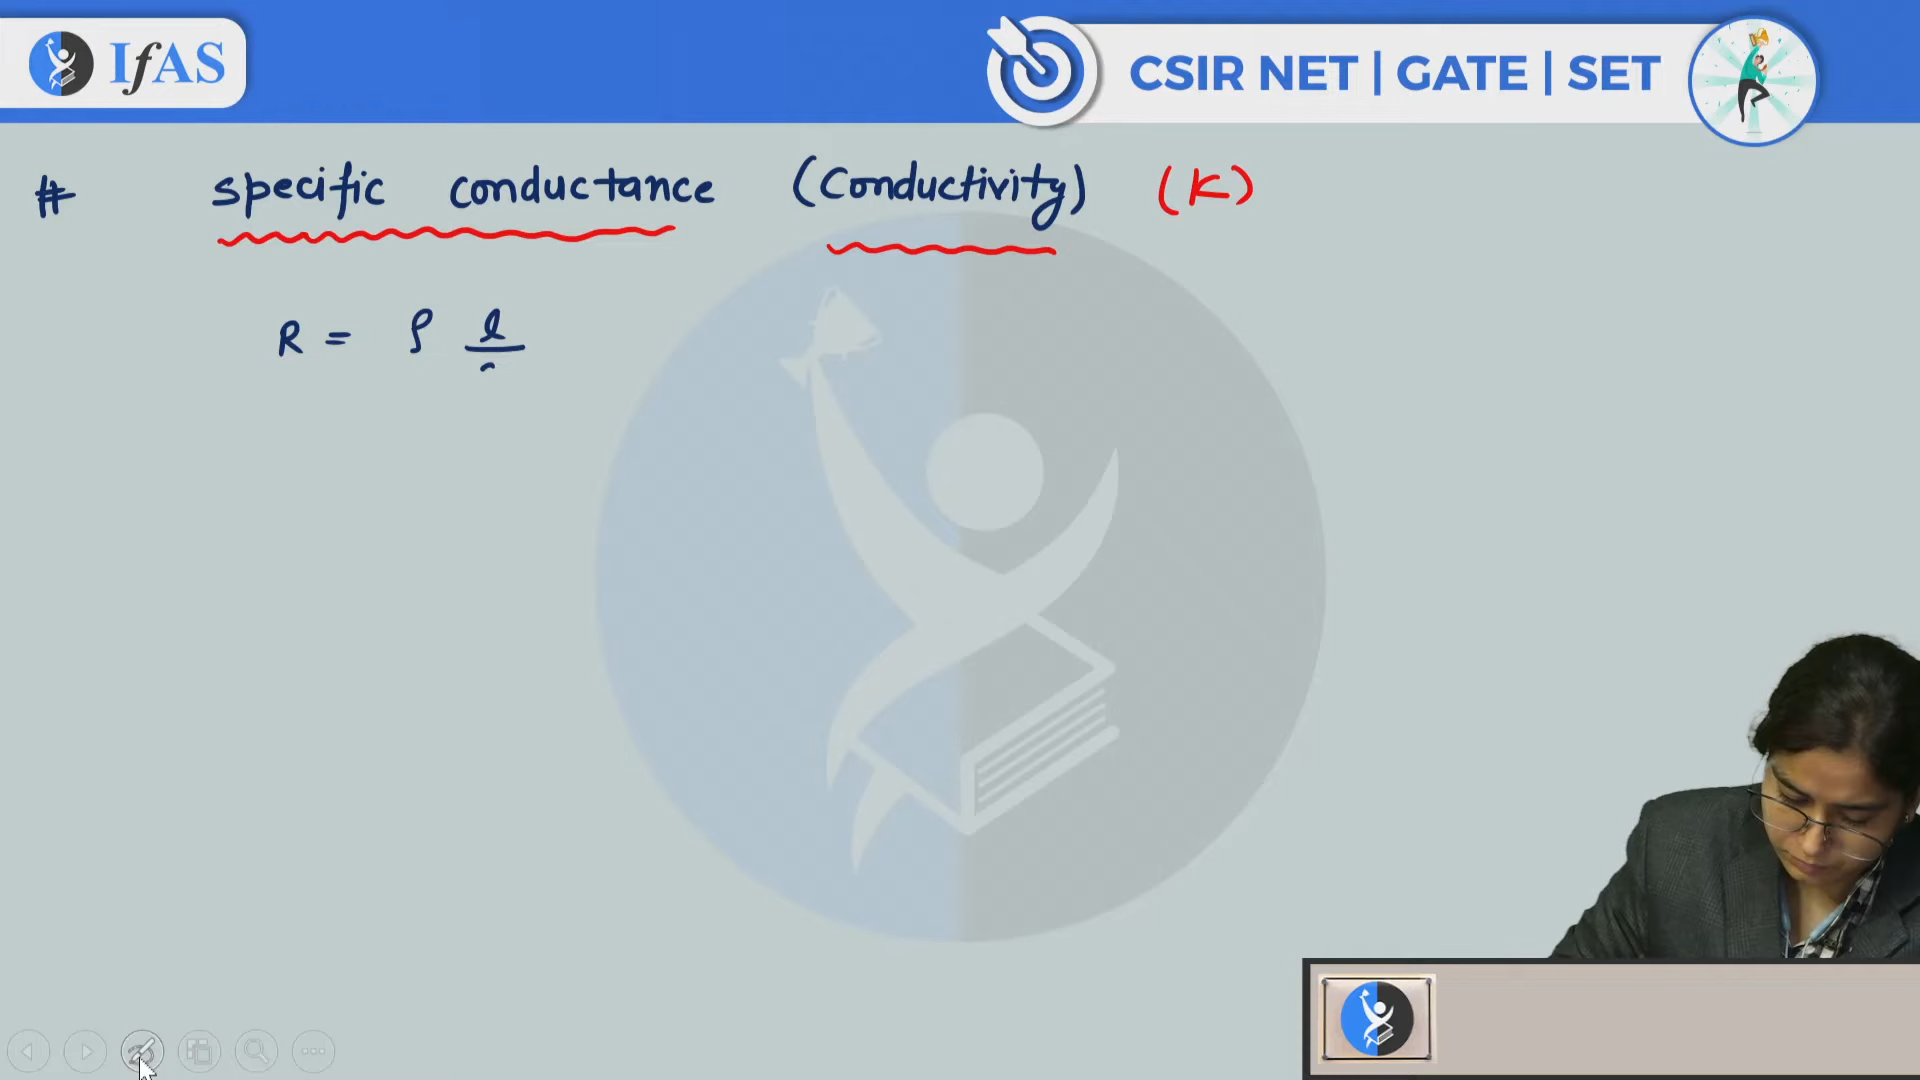 IfAS
CSIR NET | GATE | SET
# specific conductance (Conductivity) (K)
R = ρ l